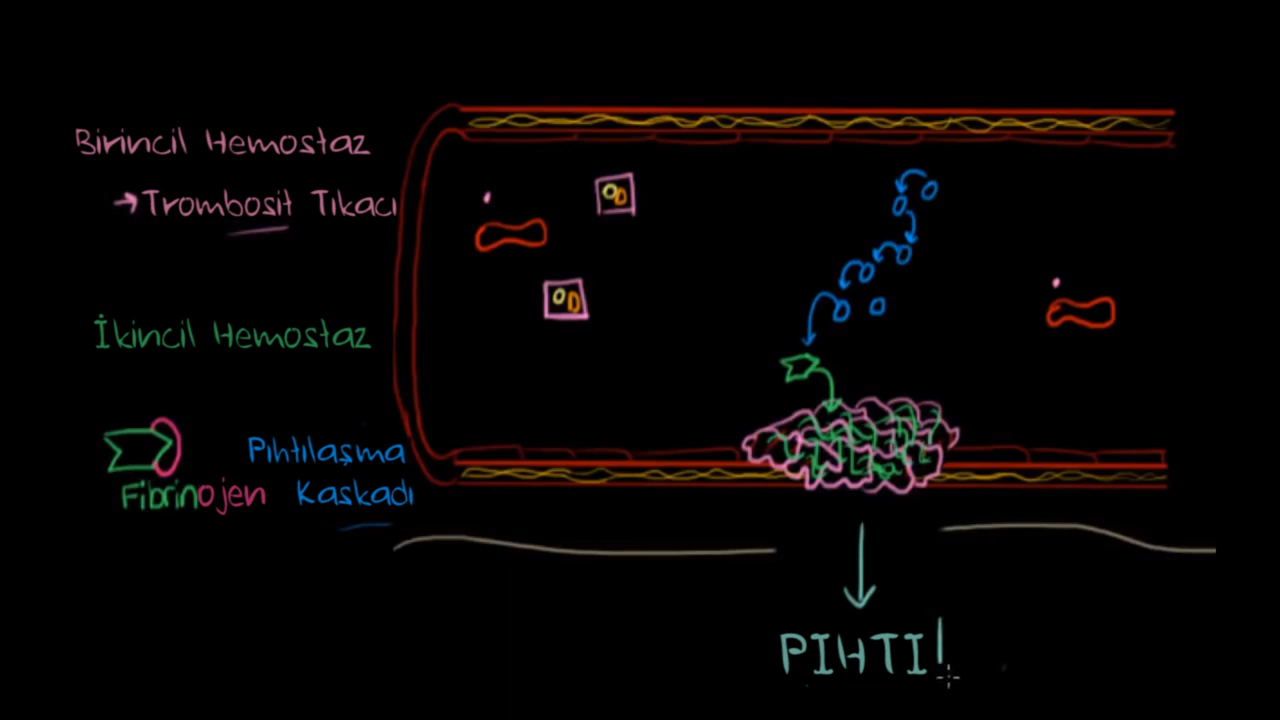 Birincil Hemostaz
→ Trombosit Tıkacı
İkincil Hemostaz
Fibrinojen
Pıhtılaşma
Kaskadı
PIHTI!